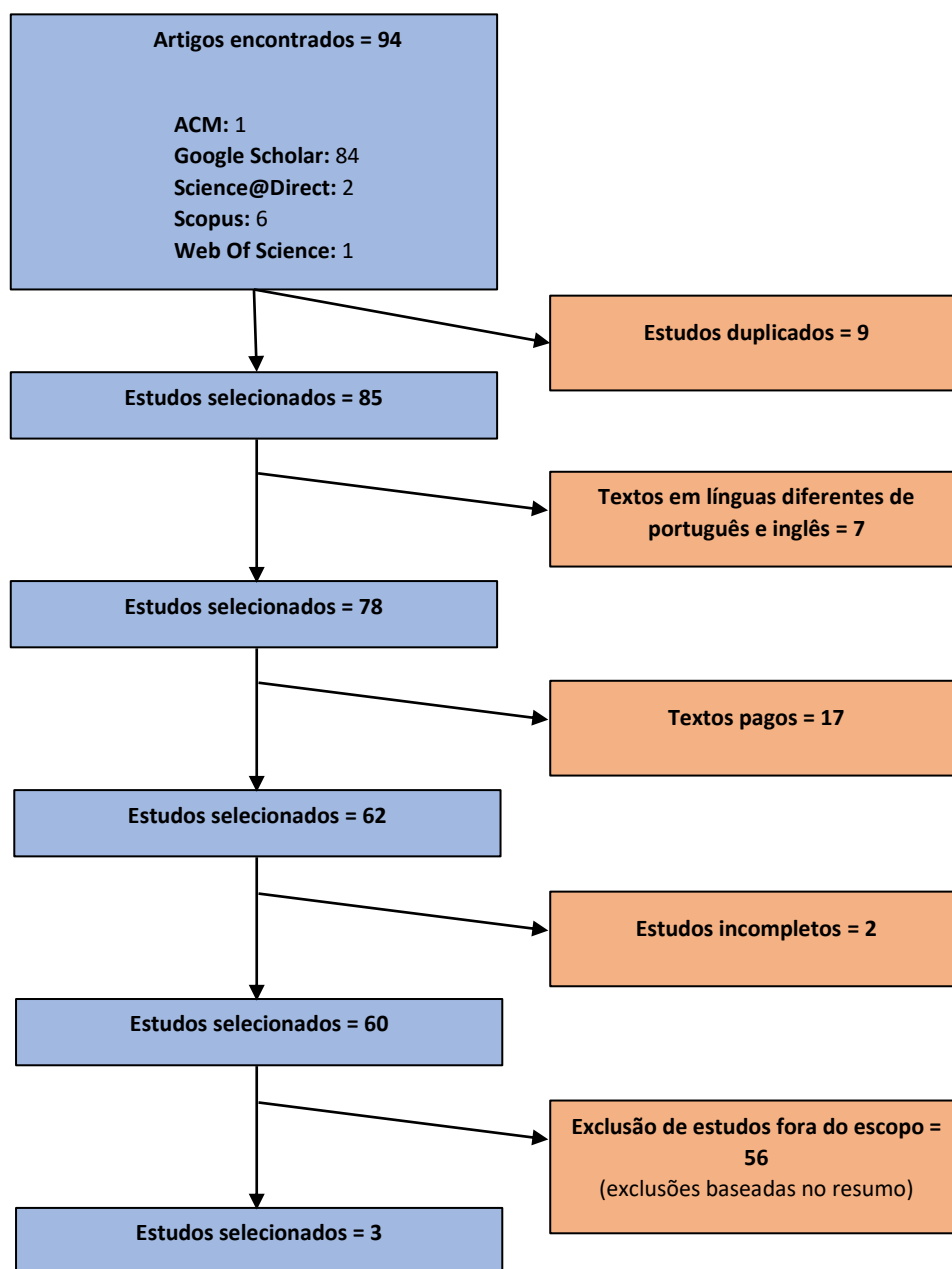 Artigos encontrados = 94
ACM: 1
Google Scholar: 84
Science@Direct: 2
Scopus: 6
Web Of Science: 1
Estudos duplicados = 9
Estudos selecionados = 85
Textos em línguas diferentes de
português e inglês = 7
Estudos selecionados = 78
Textos pagos = 17
Estudos selecionados = 62
Estudos incompletos = 2
Estudos selecionados = 60
Exclusão de estudos fora do escopo =
56
(exclusões baseadas no resumo)
Estudos selecionados = 3